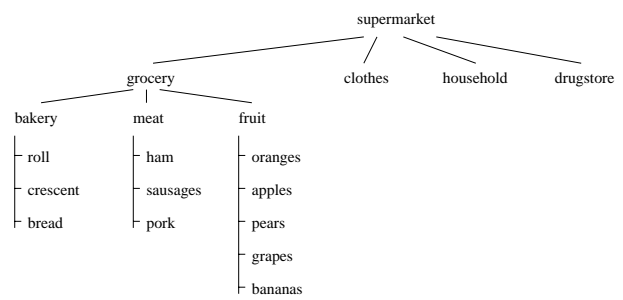 supermarket
grocery clothes household drugstore
bakery meat fruit
roll ham oranges
crescent sausages apples
bread pork pears
grapes
bananas